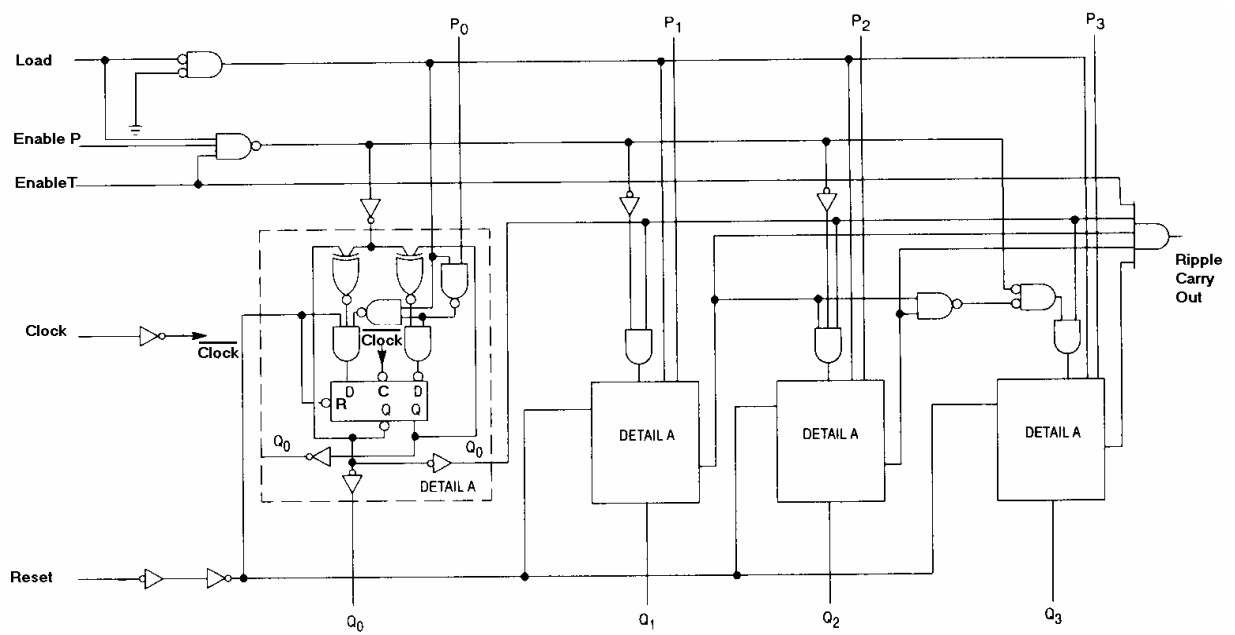 P0
P1
P2
P3
Load
Enable P
EnableT
Ripple
Carry
Out
Clock
Clock
Clock
D
C
D
R
Q
Q
Q0
Q0
DETAIL A
DETAIL A
DETAIL A
DETAIL A
Reset
Q0
Q1
Q2
Q3